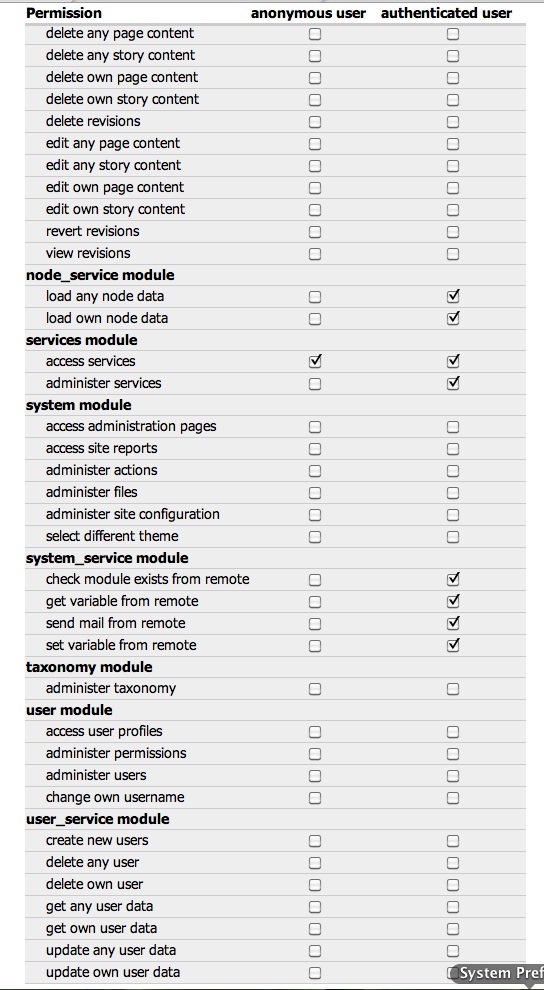 Permission anonymous user authenticated user
delete any page content
delete any story content
delete own page content
delete own story content
delete revisions
edit any page content
edit any story content
edit own page content
edit own story content
revert revisions
view revisions
node_service module
load any node data
load own node data
services module
access services
administer services
system module
access administration pages
access site reports
administer actions
administer files
administer site configuration
select different theme
system_service module
check module exists from remote
get variable from remote
send mail from remote
set variable from remote
taxonomy module
administer taxonomy
user module
access user profiles
administer permissions
administer users
change own username
user_service module
create new users
delete any user
delete own user
get any user data
get own user data
update any user data
update own user data
System Pref